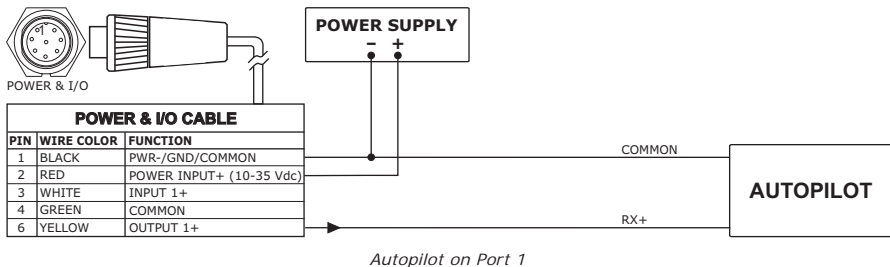 POWER SUPPLY
– +
1
POWER & I/O
POWER & I/O CABLE
PIN WIRE COLOR FUNCTION
1 BLACK PWR-/GND/COMMON
2 RED POWER INPUT+ (10-35 Vdc)
3 WHITE INPUT 1+
4 GREEN COMMON
6 YELLOW OUTPUT 1+
COMMON
RX+
AUTOPILOT
Autopilot on Port 1